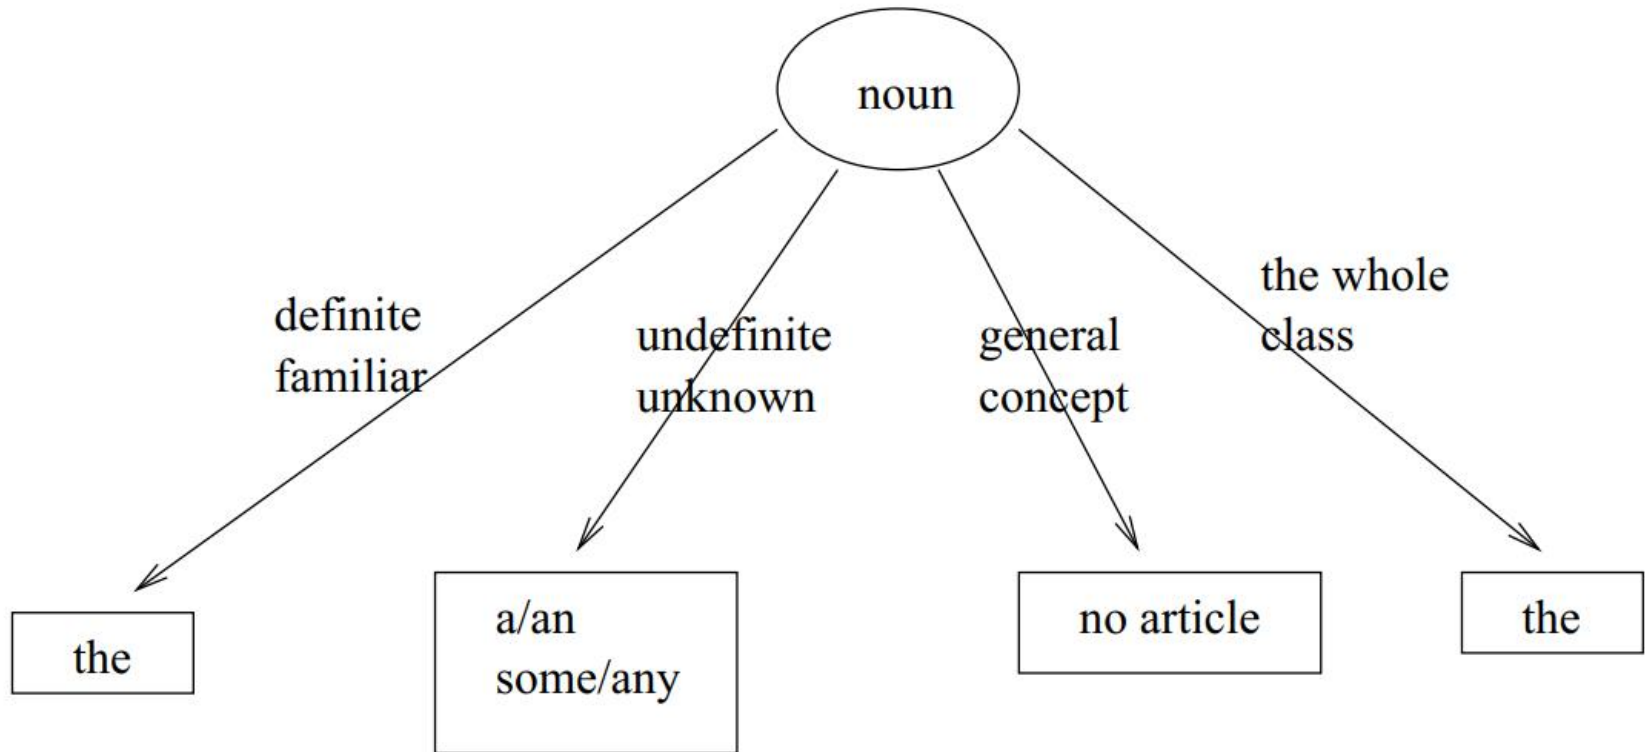 noun
definite
familiar
undefinite
unknown
general
concept
the whole
class
the
a/an
some/any
no article
the